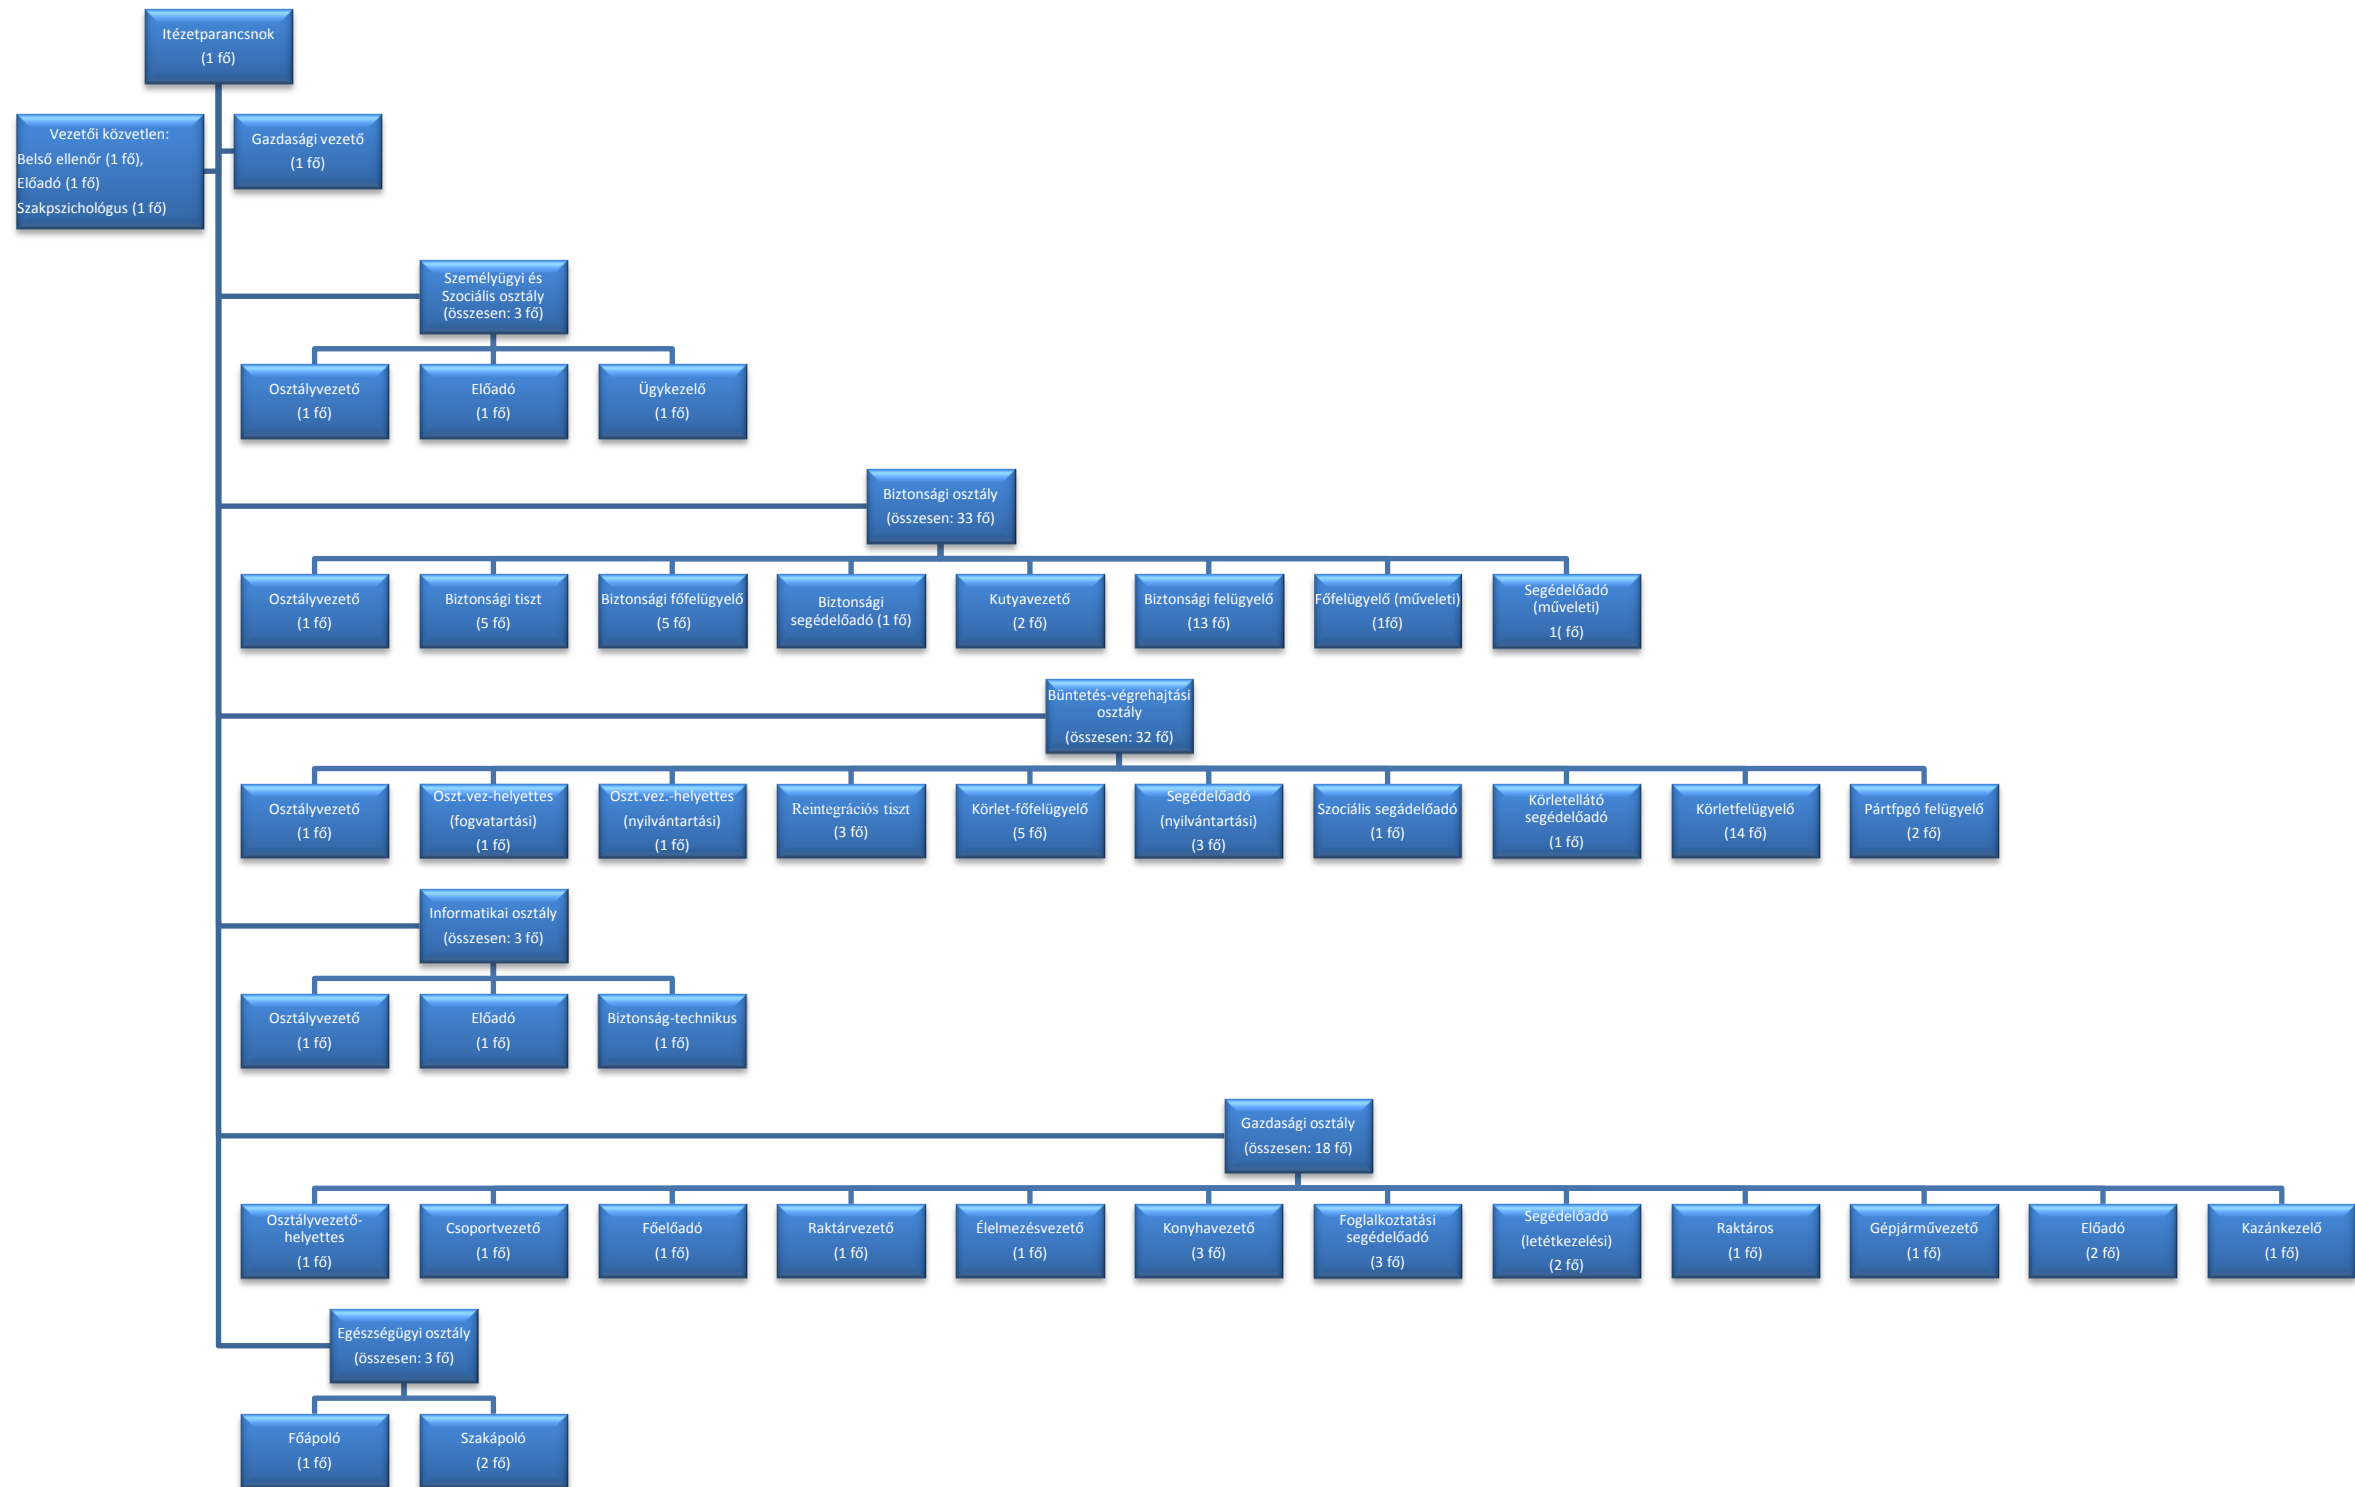 Itézetparancsnok
(1 fő)
Vezetői közvetlen:
Belső ellenőr (1 fő),
Előadó (1 fő)
Szakpszichológus (1 fő)
Gazdasági vezető
(1 fő)
Személyügyi és
Szociális osztály
(összesen: 3 fő)
Osztályvezető
(1 fő)
Előadó
(1 fő)
Ügykezelő
(1 fő)
Biztonsági osztály
(összesen: 33 fő)
Osztályvezető
(1 fő)
Biztonsági tiszt
(5 fő)
Biztonsági főfelügyelő
(5 fő)
Biztonsági
segédelőadó (1 fő)
Kutyavezető
(2 fő)
Biztonsági felügyelő
(13 fő)
Főfelügyelő (műveleti)
(1fő)
Segédelőadó
(műveleti)
1( fő)
Büntetés-végrehajtási
osztály
(összesen: 32 fő)
Osztályvezető
(1 fő)
Oszt.vez-helyettes
(fogvatartási)
(1 fő)
Oszt.vez.-helyettes
(nyilvántartási)
(1 fő)
Reintegrációs tiszt
(3 fő)
Körlet-főfelügyelő
(5 fő)
Segédelőadó
(nyilvántartási)
(3 fő)
Szociális segádelőadó
(1 fő)
Körletellátó
segédelőadó
(1 fő)
Körletfelügyelő
(14 fő)
Pártfpgó felügyelő
(2 fő)
Informatikai osztály
(összesen: 3 fő)
Osztályvezető
(1 fő)
Előadó
(1 fő)
Biztonság-technikus
(1 fő)
Gazdasági osztály
(összesen: 18 fő)
Osztályvezető-
helyettes
(1 fő)
Csoportvezető
(1 fő)
Főelőadó
(1 fő)
Raktárvezető
(1 fő)
Élelmezésvezető
(1 fő)
Konyhavezető
(3 fő)
Foglalkoztatási
segédelőadó
(3 fő)
Segédelőadó
(letétkezelési)
(2 fő)
Raktáros
(1 fő)
Gépjárművezető
(1 fő)
Előadó
(2 fő)
Kazánkezelő
(1 fő)
Egészségügyi osztály
(összesen: 3 fő)
Főápoló
(1 fő)
Szakápoló
(2 fő)